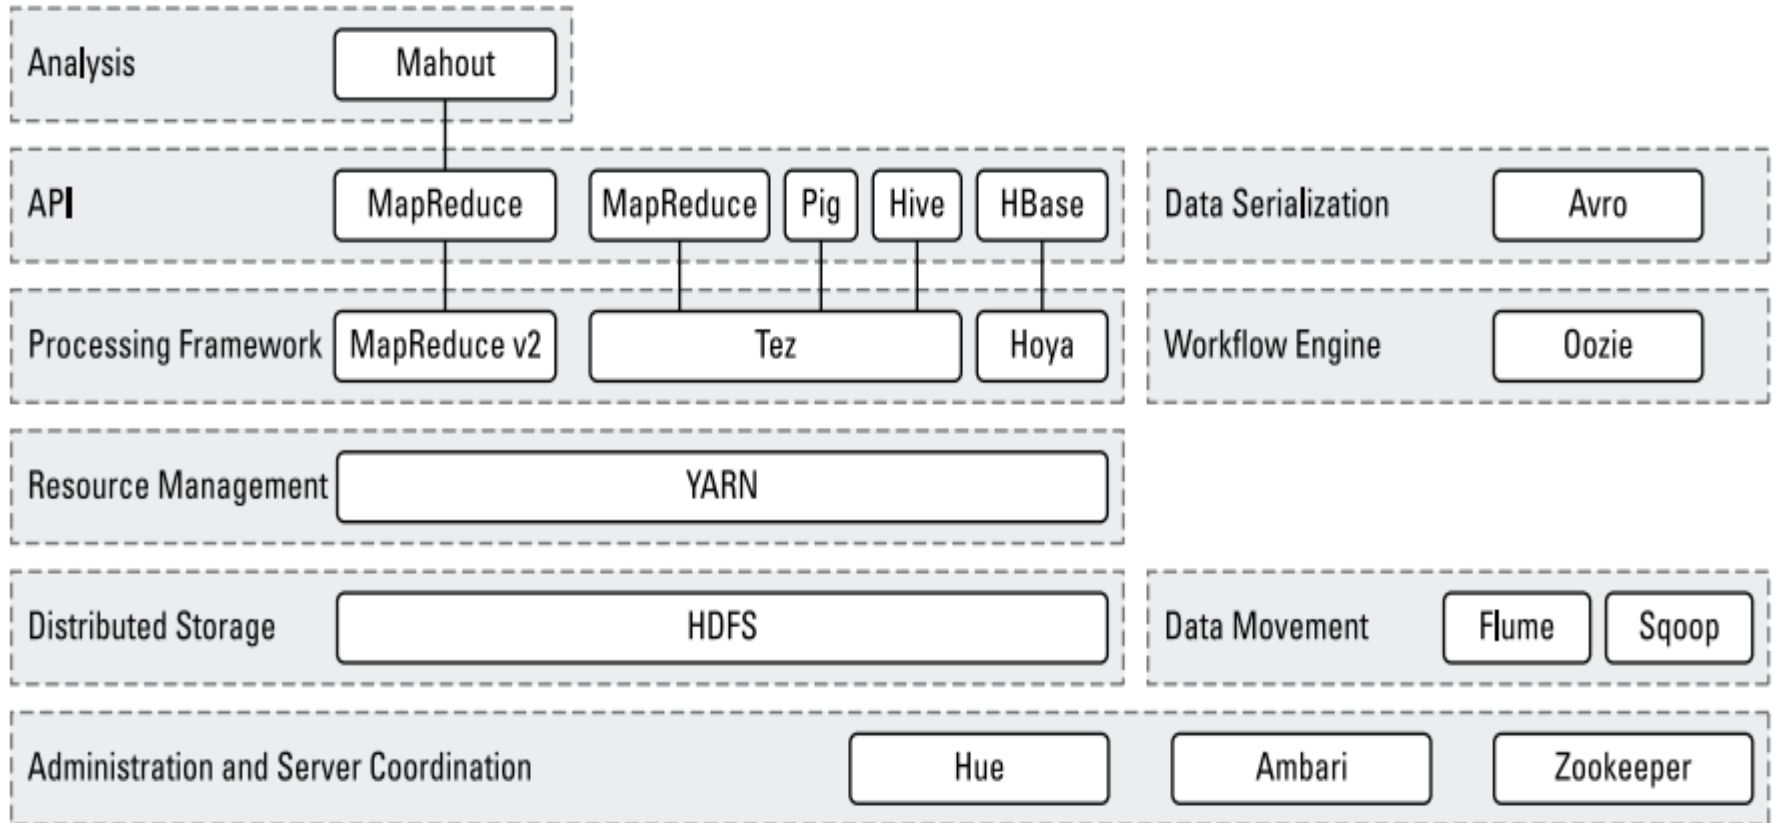 Analysis Mahout
API MapReduce MapReduce Pig Hive HBase Data Serialization Avro
Processing Framework MapReduce v2 Tez Hoya Workflow Engine Oozie
Resource Management YARN
Distributed Storage HDFS Data Movement Flume Sqoop
Administration and Server Coordination Hue Ambari Zookeeper